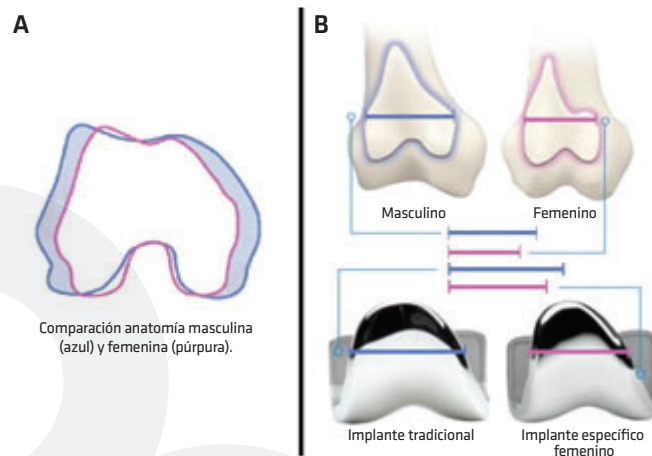 A
B
Masculino
Femenino
Comparación anatomía masculina
(azul) y femenina (púrpura).
Implante tradicional
Implante específico
femenino